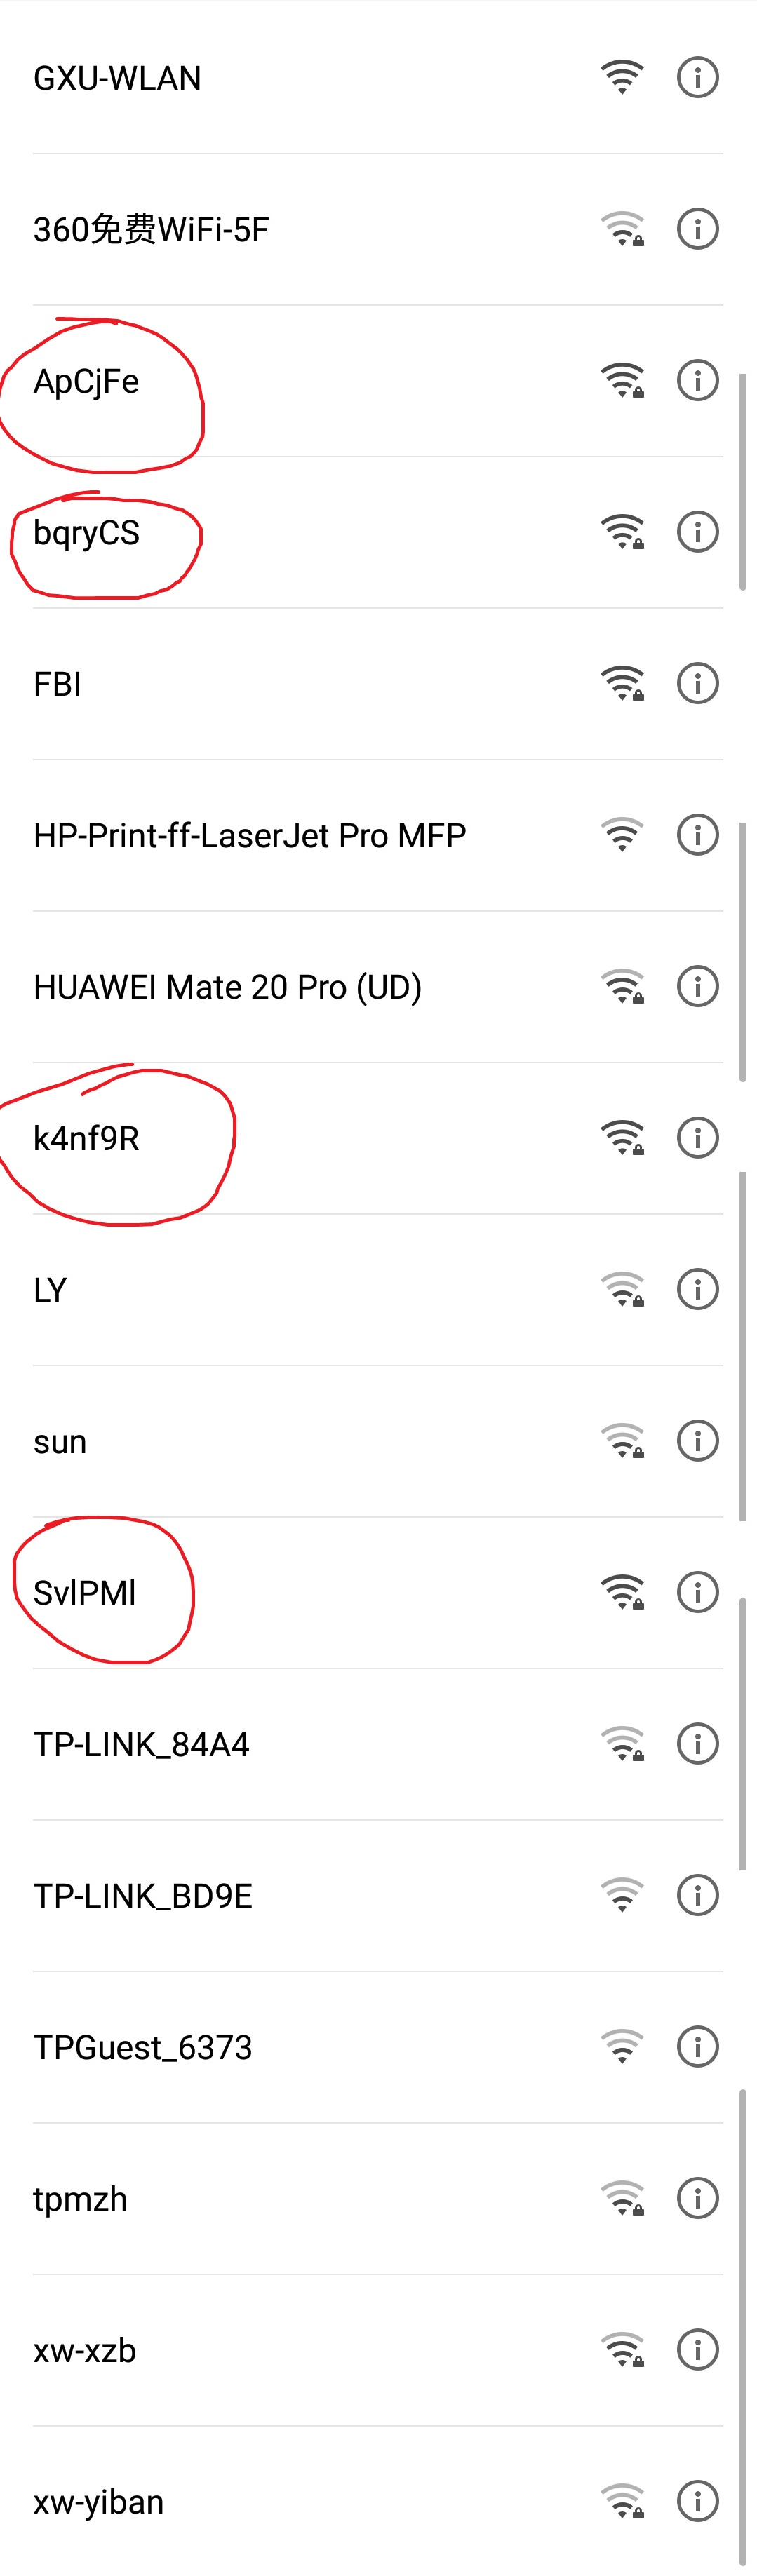 GXU-WLAN
360免费WiFi-5F
ApCjFe
bqryCS
FBI
HP-Print-ff-LaserJet Pro MFP
HUAWEI Mate 20 Pro (UD)
k4nf9R
LY
sun
SvlPMl
TP-LINK_84A4
TP-LINK_BD9E
TPGuest_6373
tpmzh
xw-xzb
xw-yiban